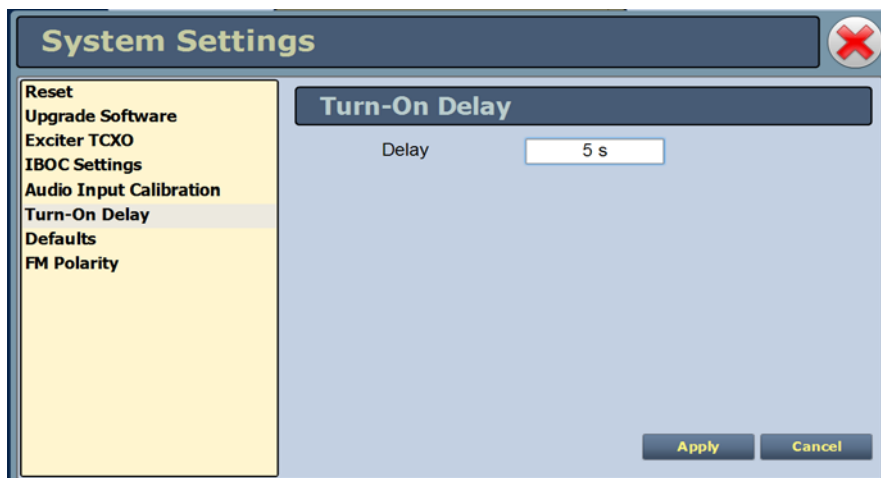 System Settings
Reset
Upgrade Software
Exciter TCXO
IBOC Settings
Audio Input Calibration
Turn-On Delay
Defaults
FM Polarity
Turn-On Delay
Delay 5 s
Apply Cancel